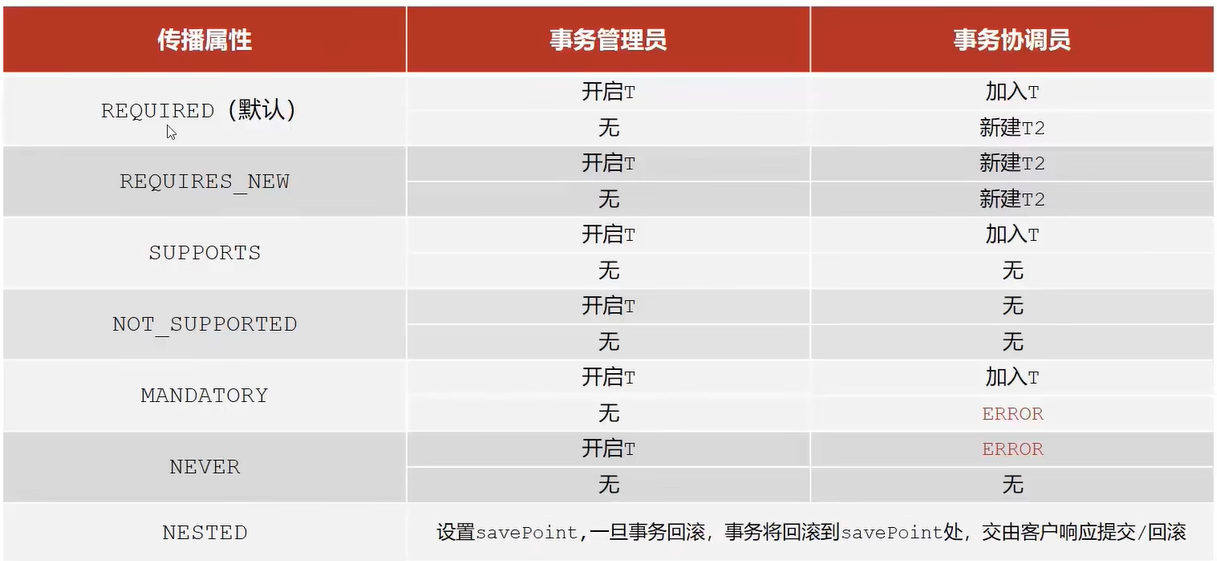 传播属性 事务管理员 事务协调员
REQUIRED（默认） 开启T 加入T
无 新建T2
REQUIRES_NEW 开启T 新建T2
无 新建T2
SUPPORTS 开启T 加入T
无 无
NOT_SUPPORTED 开启T 无
无 无
MANDATORY 开启T 加入T
无 ERROR
NEVER 开启T ERROR
无 无
NESTED 设置savePoint,一旦事务回滚，事务将回滚到savePoint处，交由客户响应提交/回滚